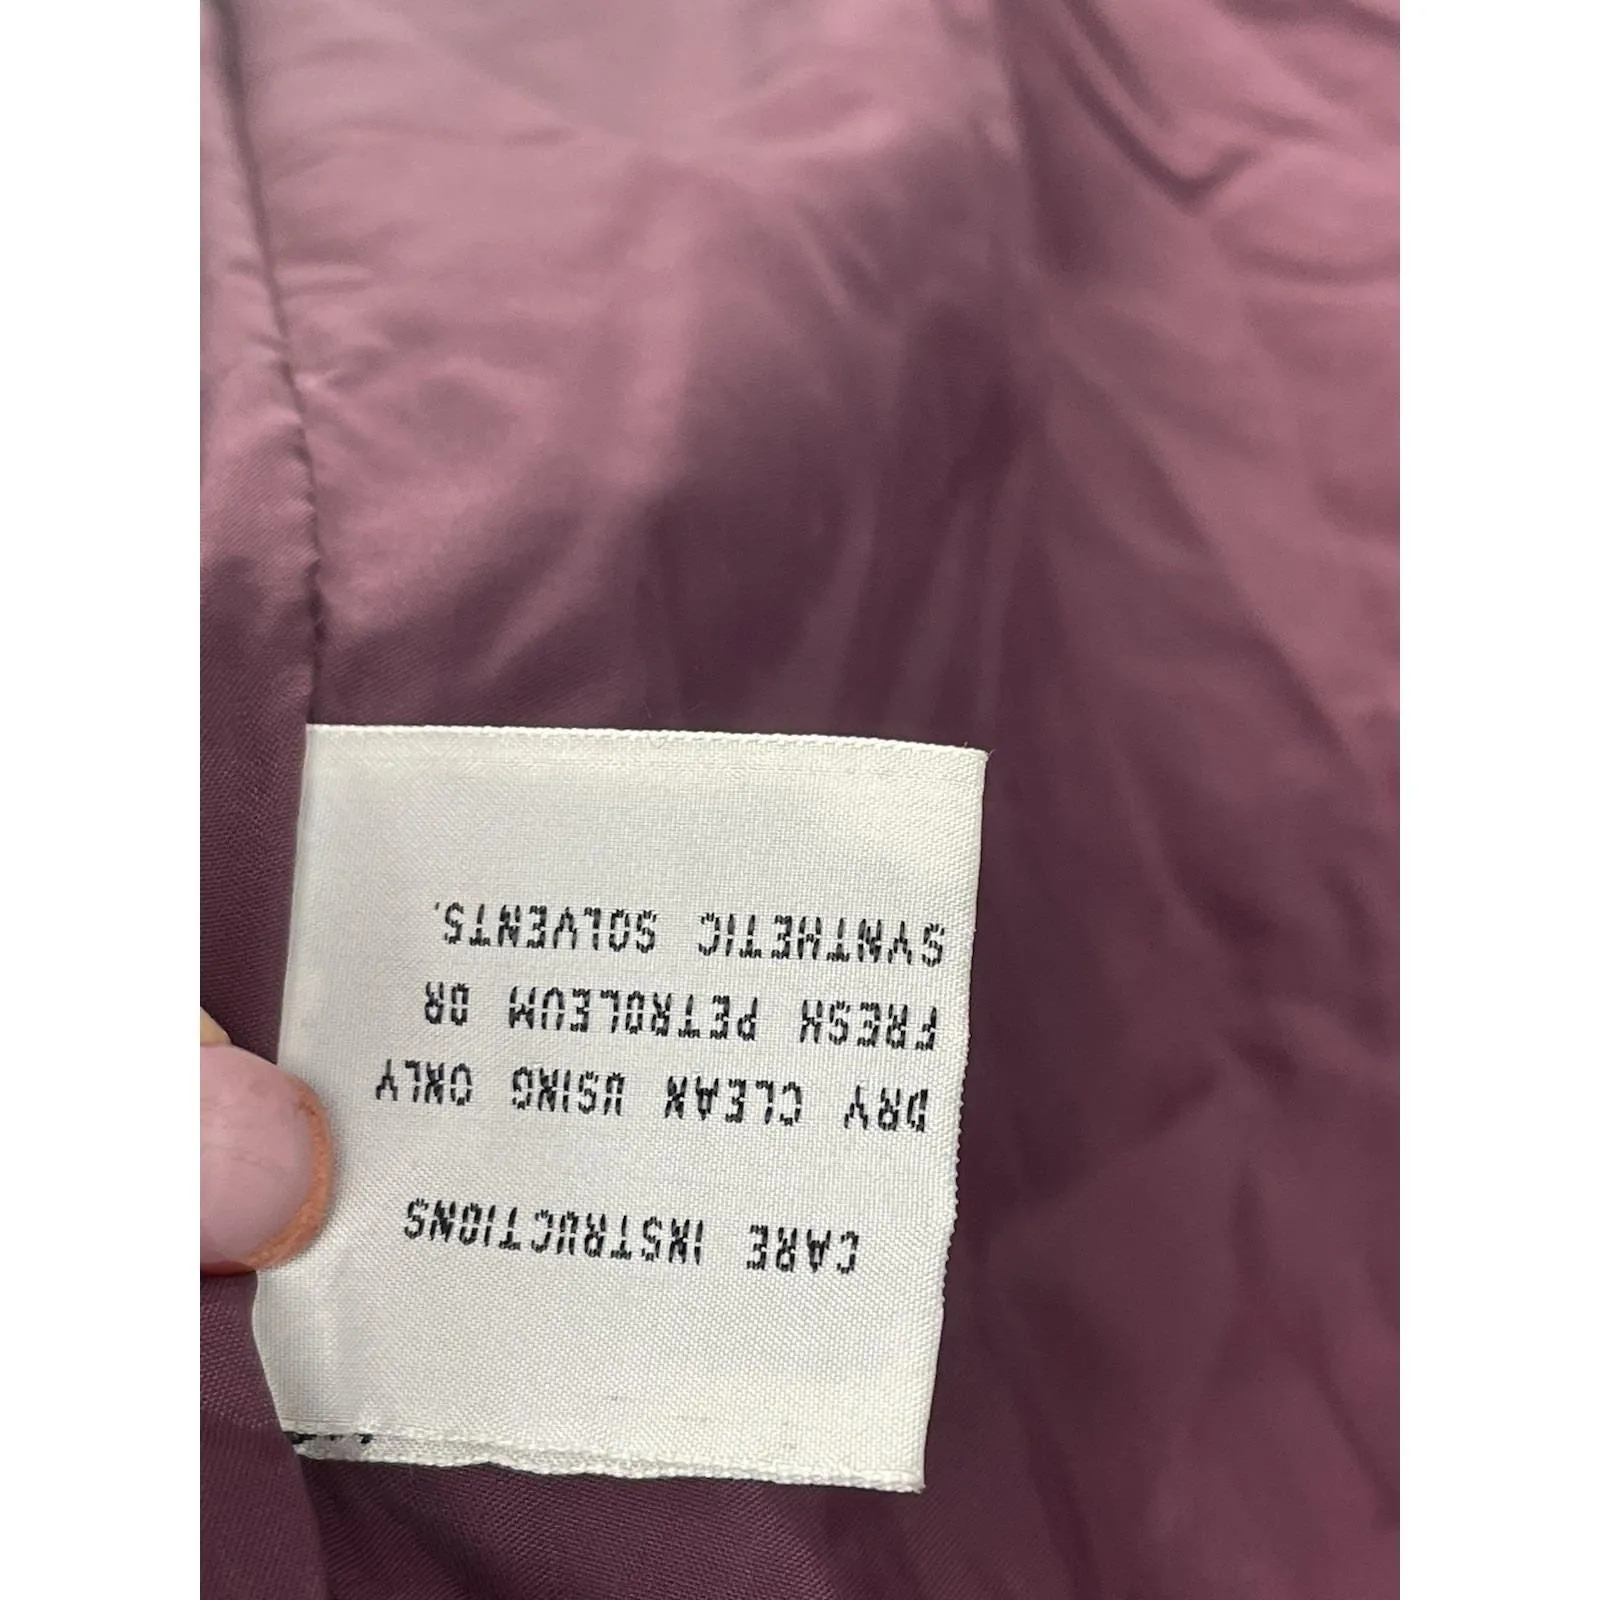 CARE INSTRUCTIONS
DRY CLEAN USING ONLY
FRESH PETROLEUM OR
SYNTHETIC SOLVENTS.